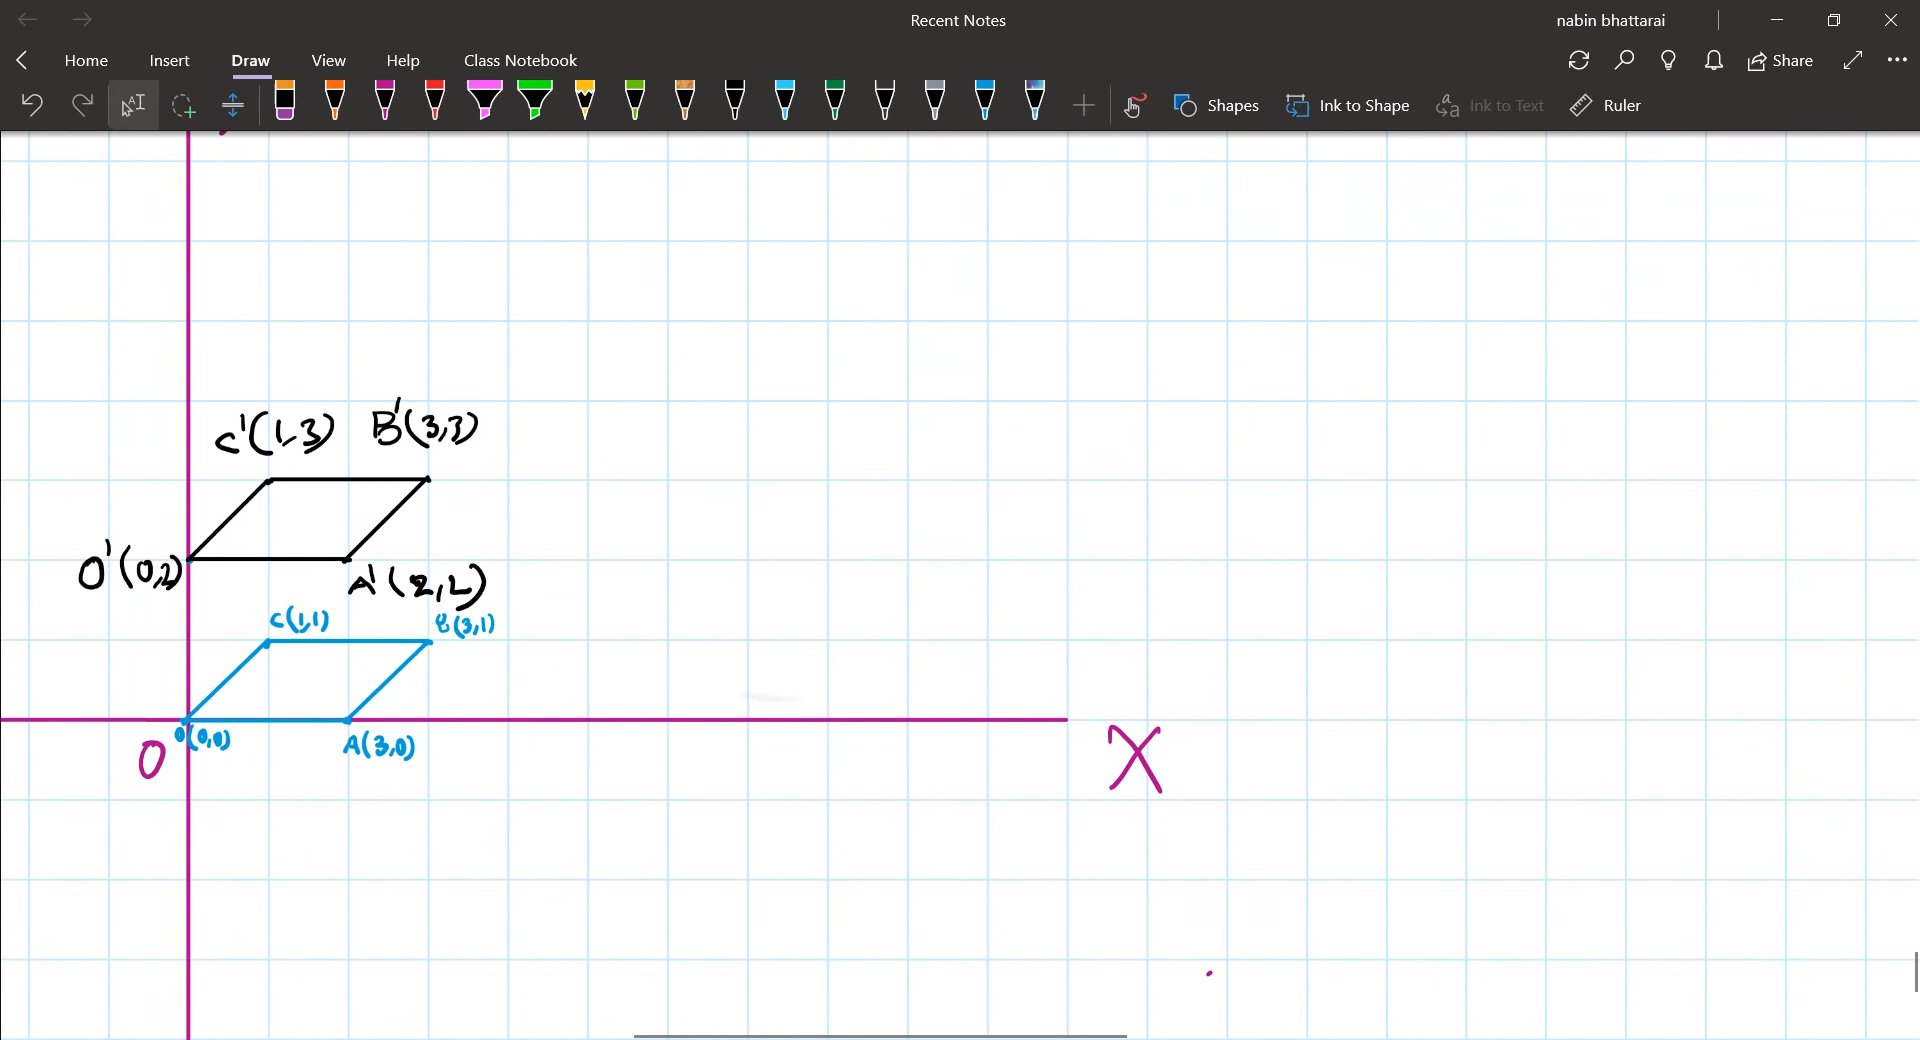 Recent Notes
nabin bhattarai
Home Insert Draw View Help Class Notebook
Share
Shapes Ink to Shape Ink to Text Ruler
C'(1,3) B'(3,3)
O'(0,2)
A'(2,2)
C(1,1) B(3,1)
O(0,0)
O
A(3,0)
X